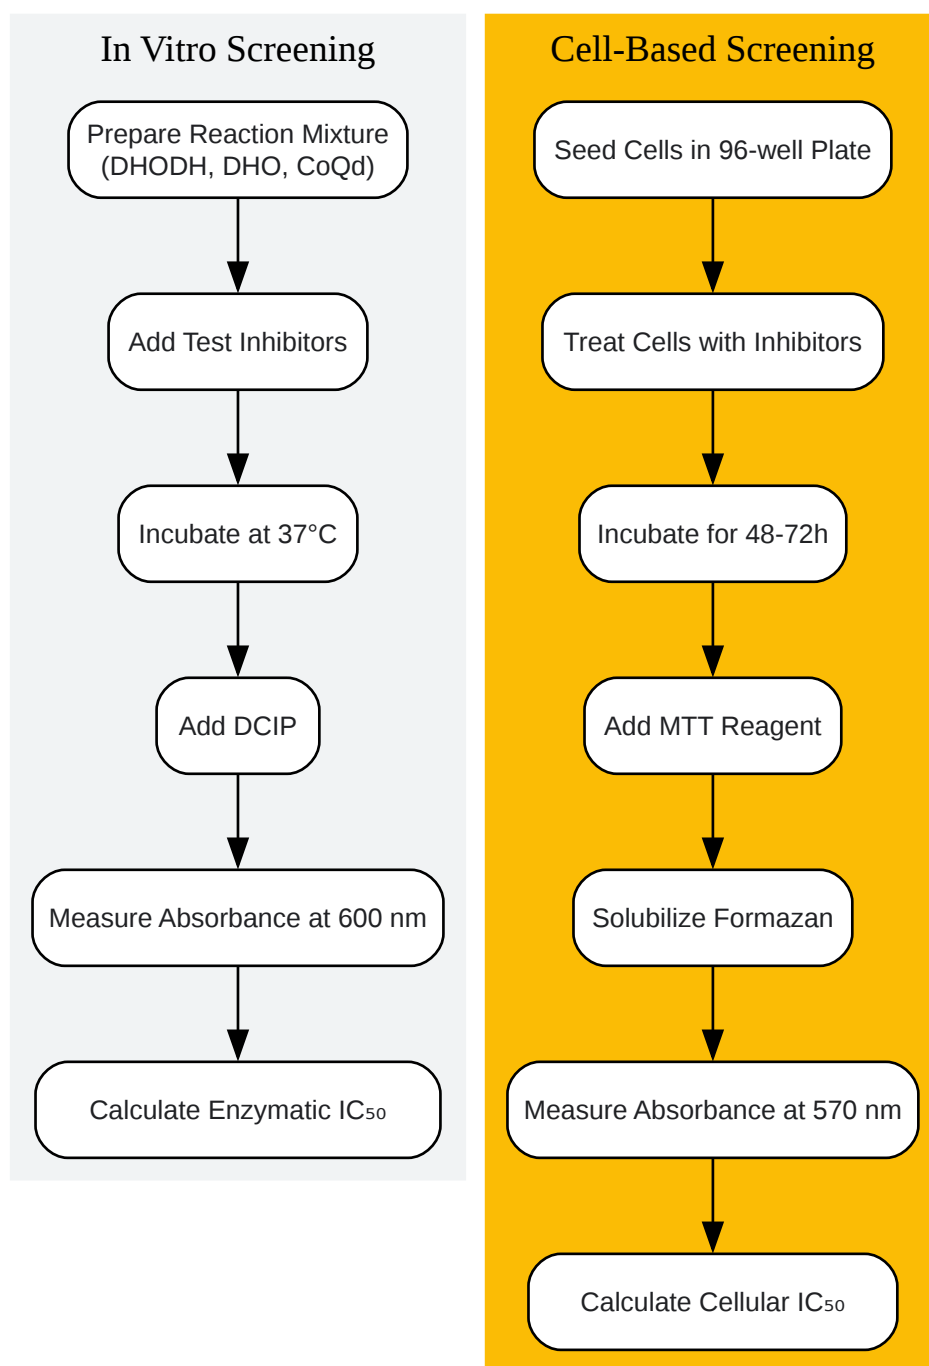 In Vitro Screening
Prepare Reaction Mixture
(DHODH, DHO, CoQd)
Add Test Inhibitors
Incubate at 37°C
Add DCIP
Measure Absorbance at 600 nm
Calculate Enzymatic IC₅₀
Cell-Based Screening
Seed Cells in 96-well Plate
Treat Cells with Inhibitors
Incubate for 48-72h
Add MTT Reagent
Solubilize Formazan
Measure Absorbance at 570 nm
Calculate Cellular IC₅₀